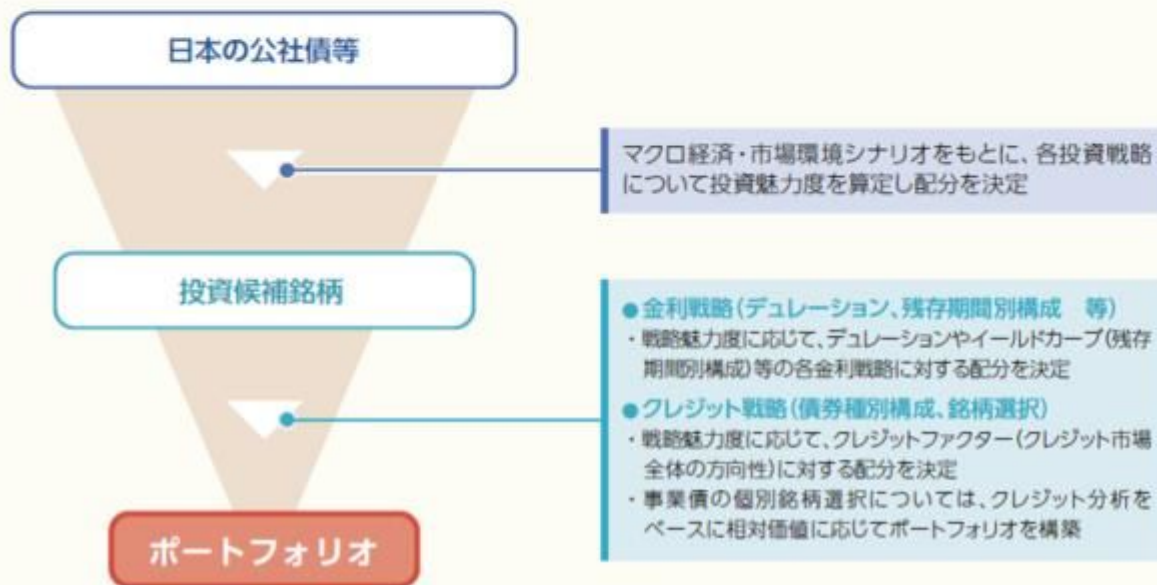 日本の公社債等
マクロ経済・市場環境シナリオをもとに、各投資戦略
について投資魅力度を算定し配分を決定
投資候補銘柄
●金利戦略(デュレーション、残存期間別構成　等)
・戦略魅力度に応じて、デュレーションやイールドカーブ(残存
期間別構成)等の各金利戦略に対する配分を決定
●クレジット戦略(債券種別構成、銘柄選択)
・戦略魅力度に応じて、クレジットファクター(クレジット市場
全体の方向性)に対する配分を決定
・事業債の個別銘柄選択については、クレジット分析を
ベースに相対価値に応じてポートフォリオを構築
ポートフォリオ